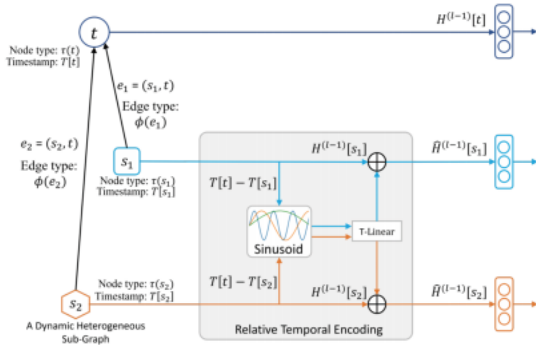 H^{(l-1)}[t]
t
Node type: τ(t)
Timestamp: T[t]
e_1 = (s_1, t)
Edge type:
ϕ(e_1)
e_2 = (s_2, t)
Edge type:
ϕ(e_2)
s_1
Node type: τ(s_1)
Timestamp: T[s_1]
H^{(l-1)}[s_1]
Ĥ^{(l-1)}[s_1]
T[t] − T[s_1]
Sinusoid
T-Linear
T[t] − T[s_2]
Node type: τ(s_2)
Timestamp: T[s_2]
s_2
H^{(l-1)}[s_2]
Ĥ^{(l-1)}[s_2]
A Dynamic Heterogeneous
Sub-Graph
Relative Temporal Encoding